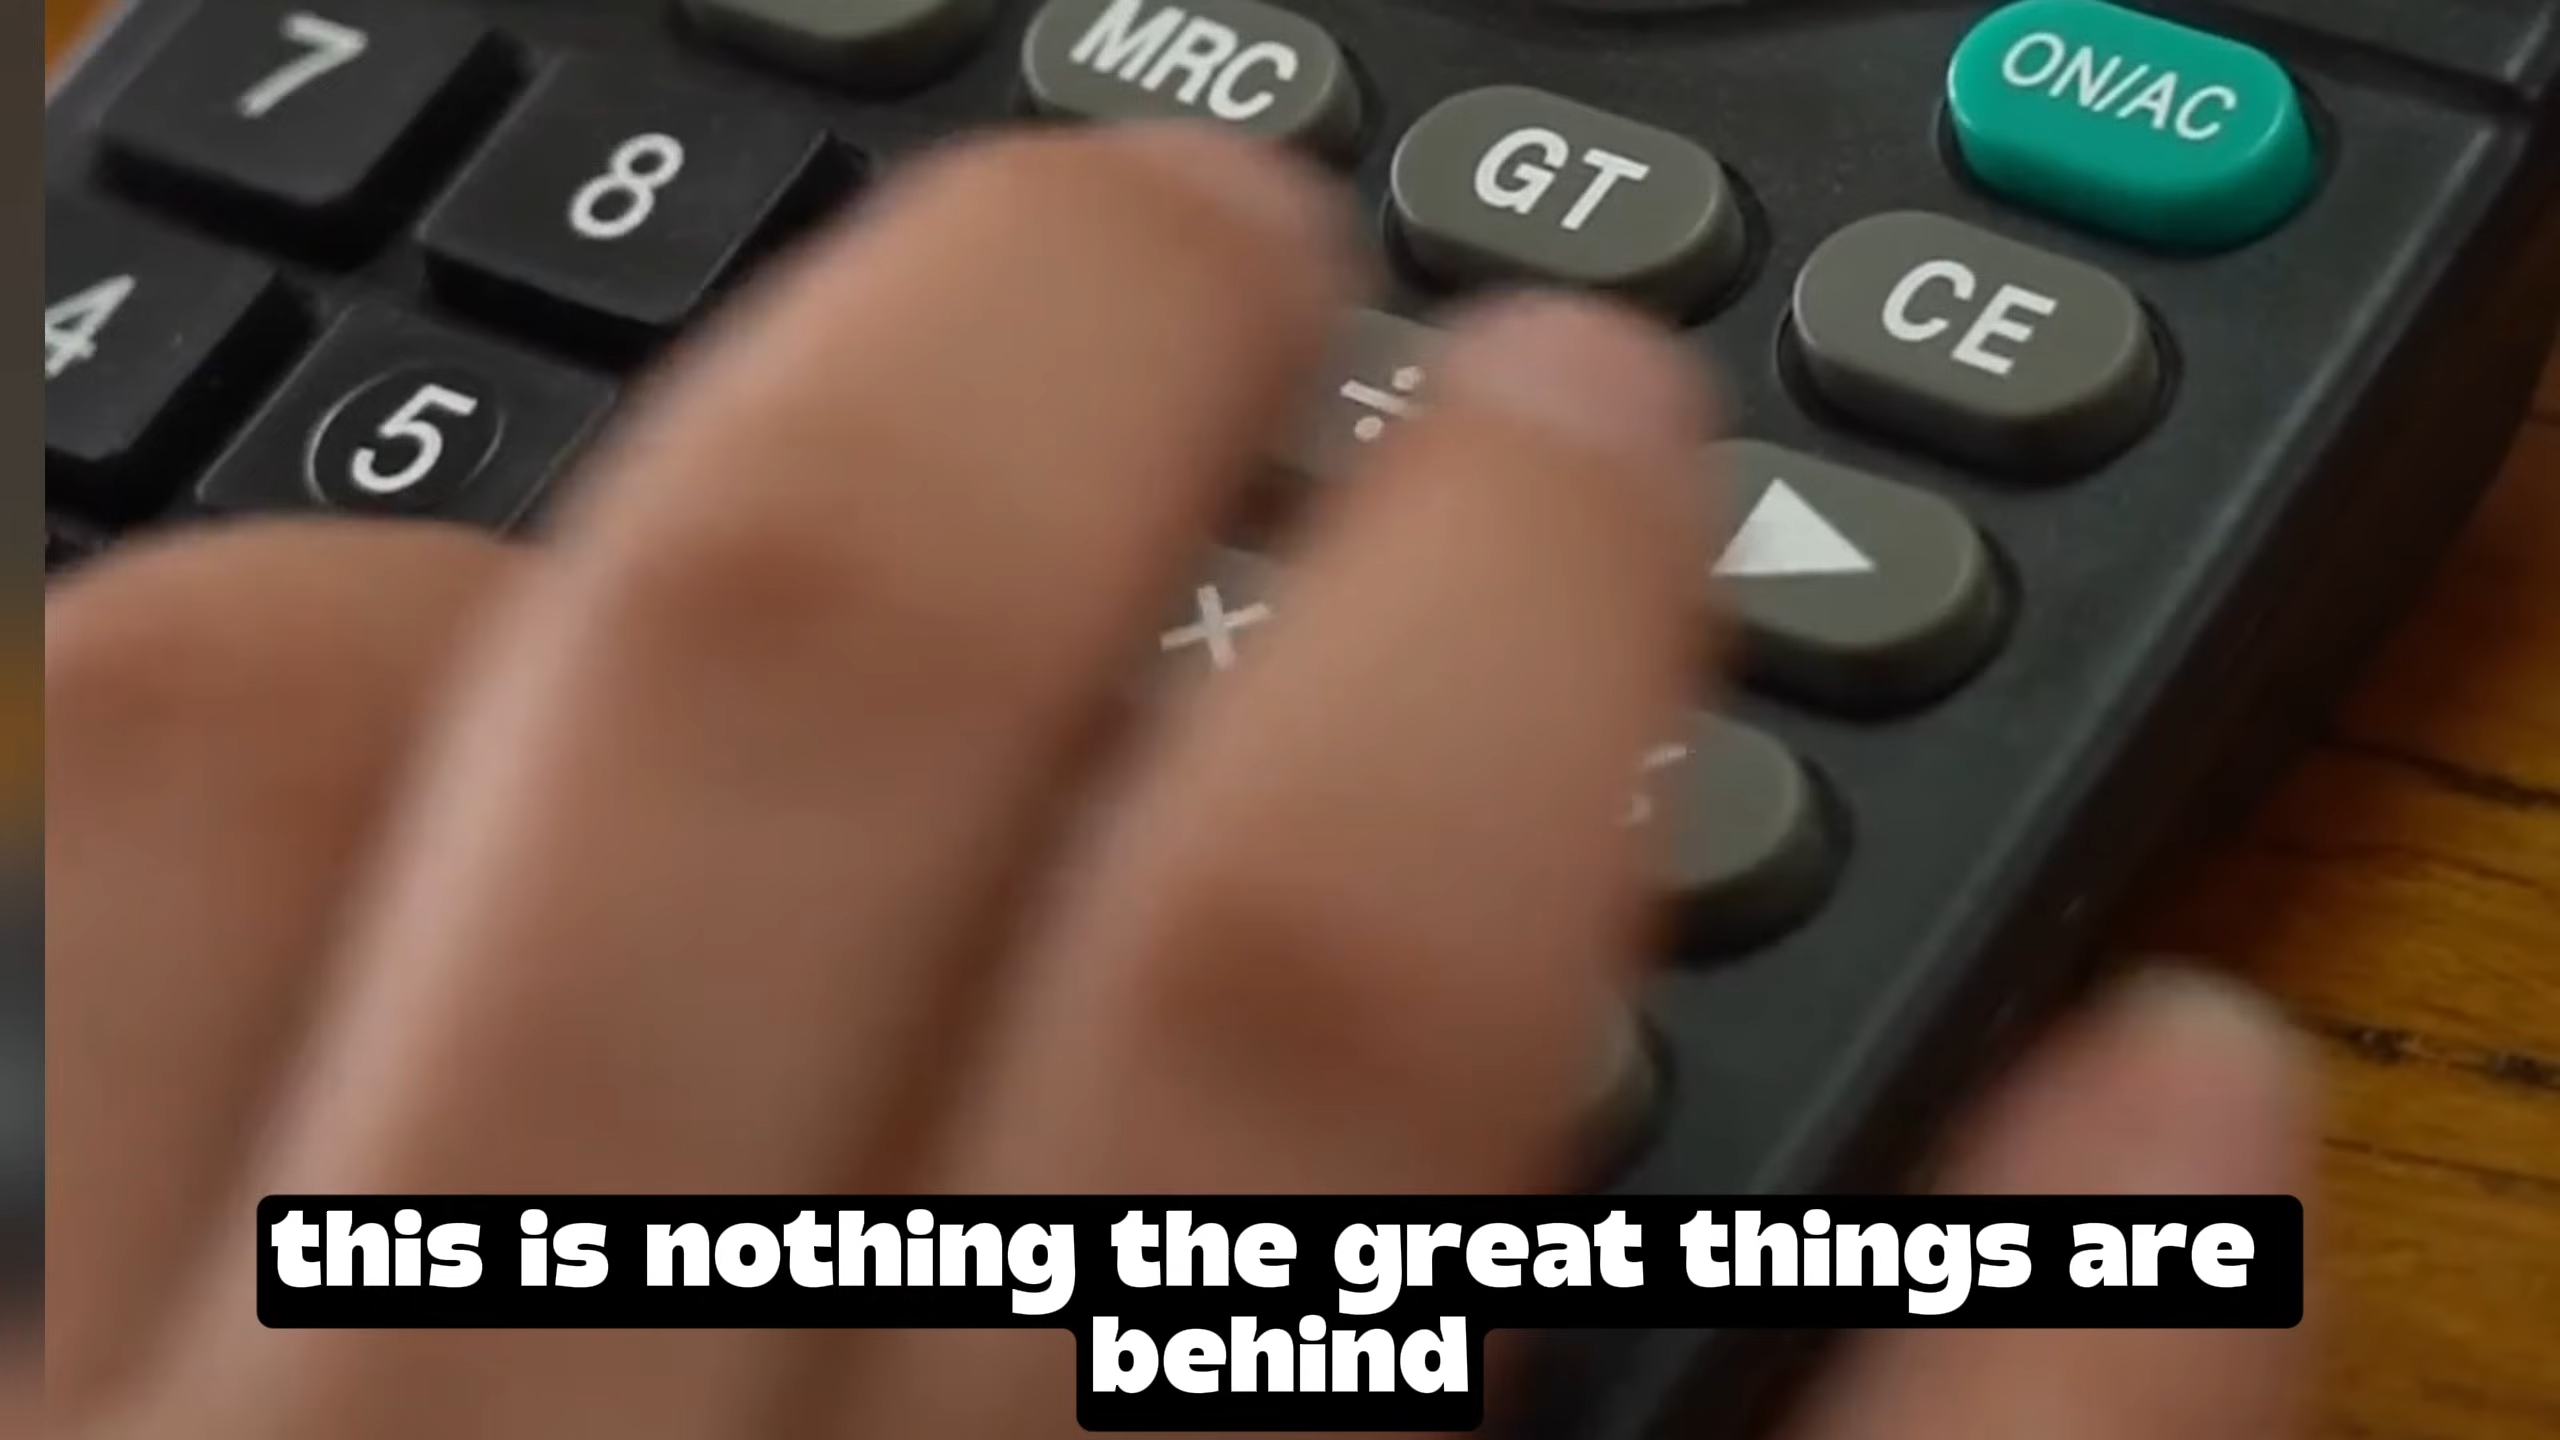 MRC
ON/AC
7
GT
8
CE
4
÷
5
▶
×
this is nothing the great things are
behind